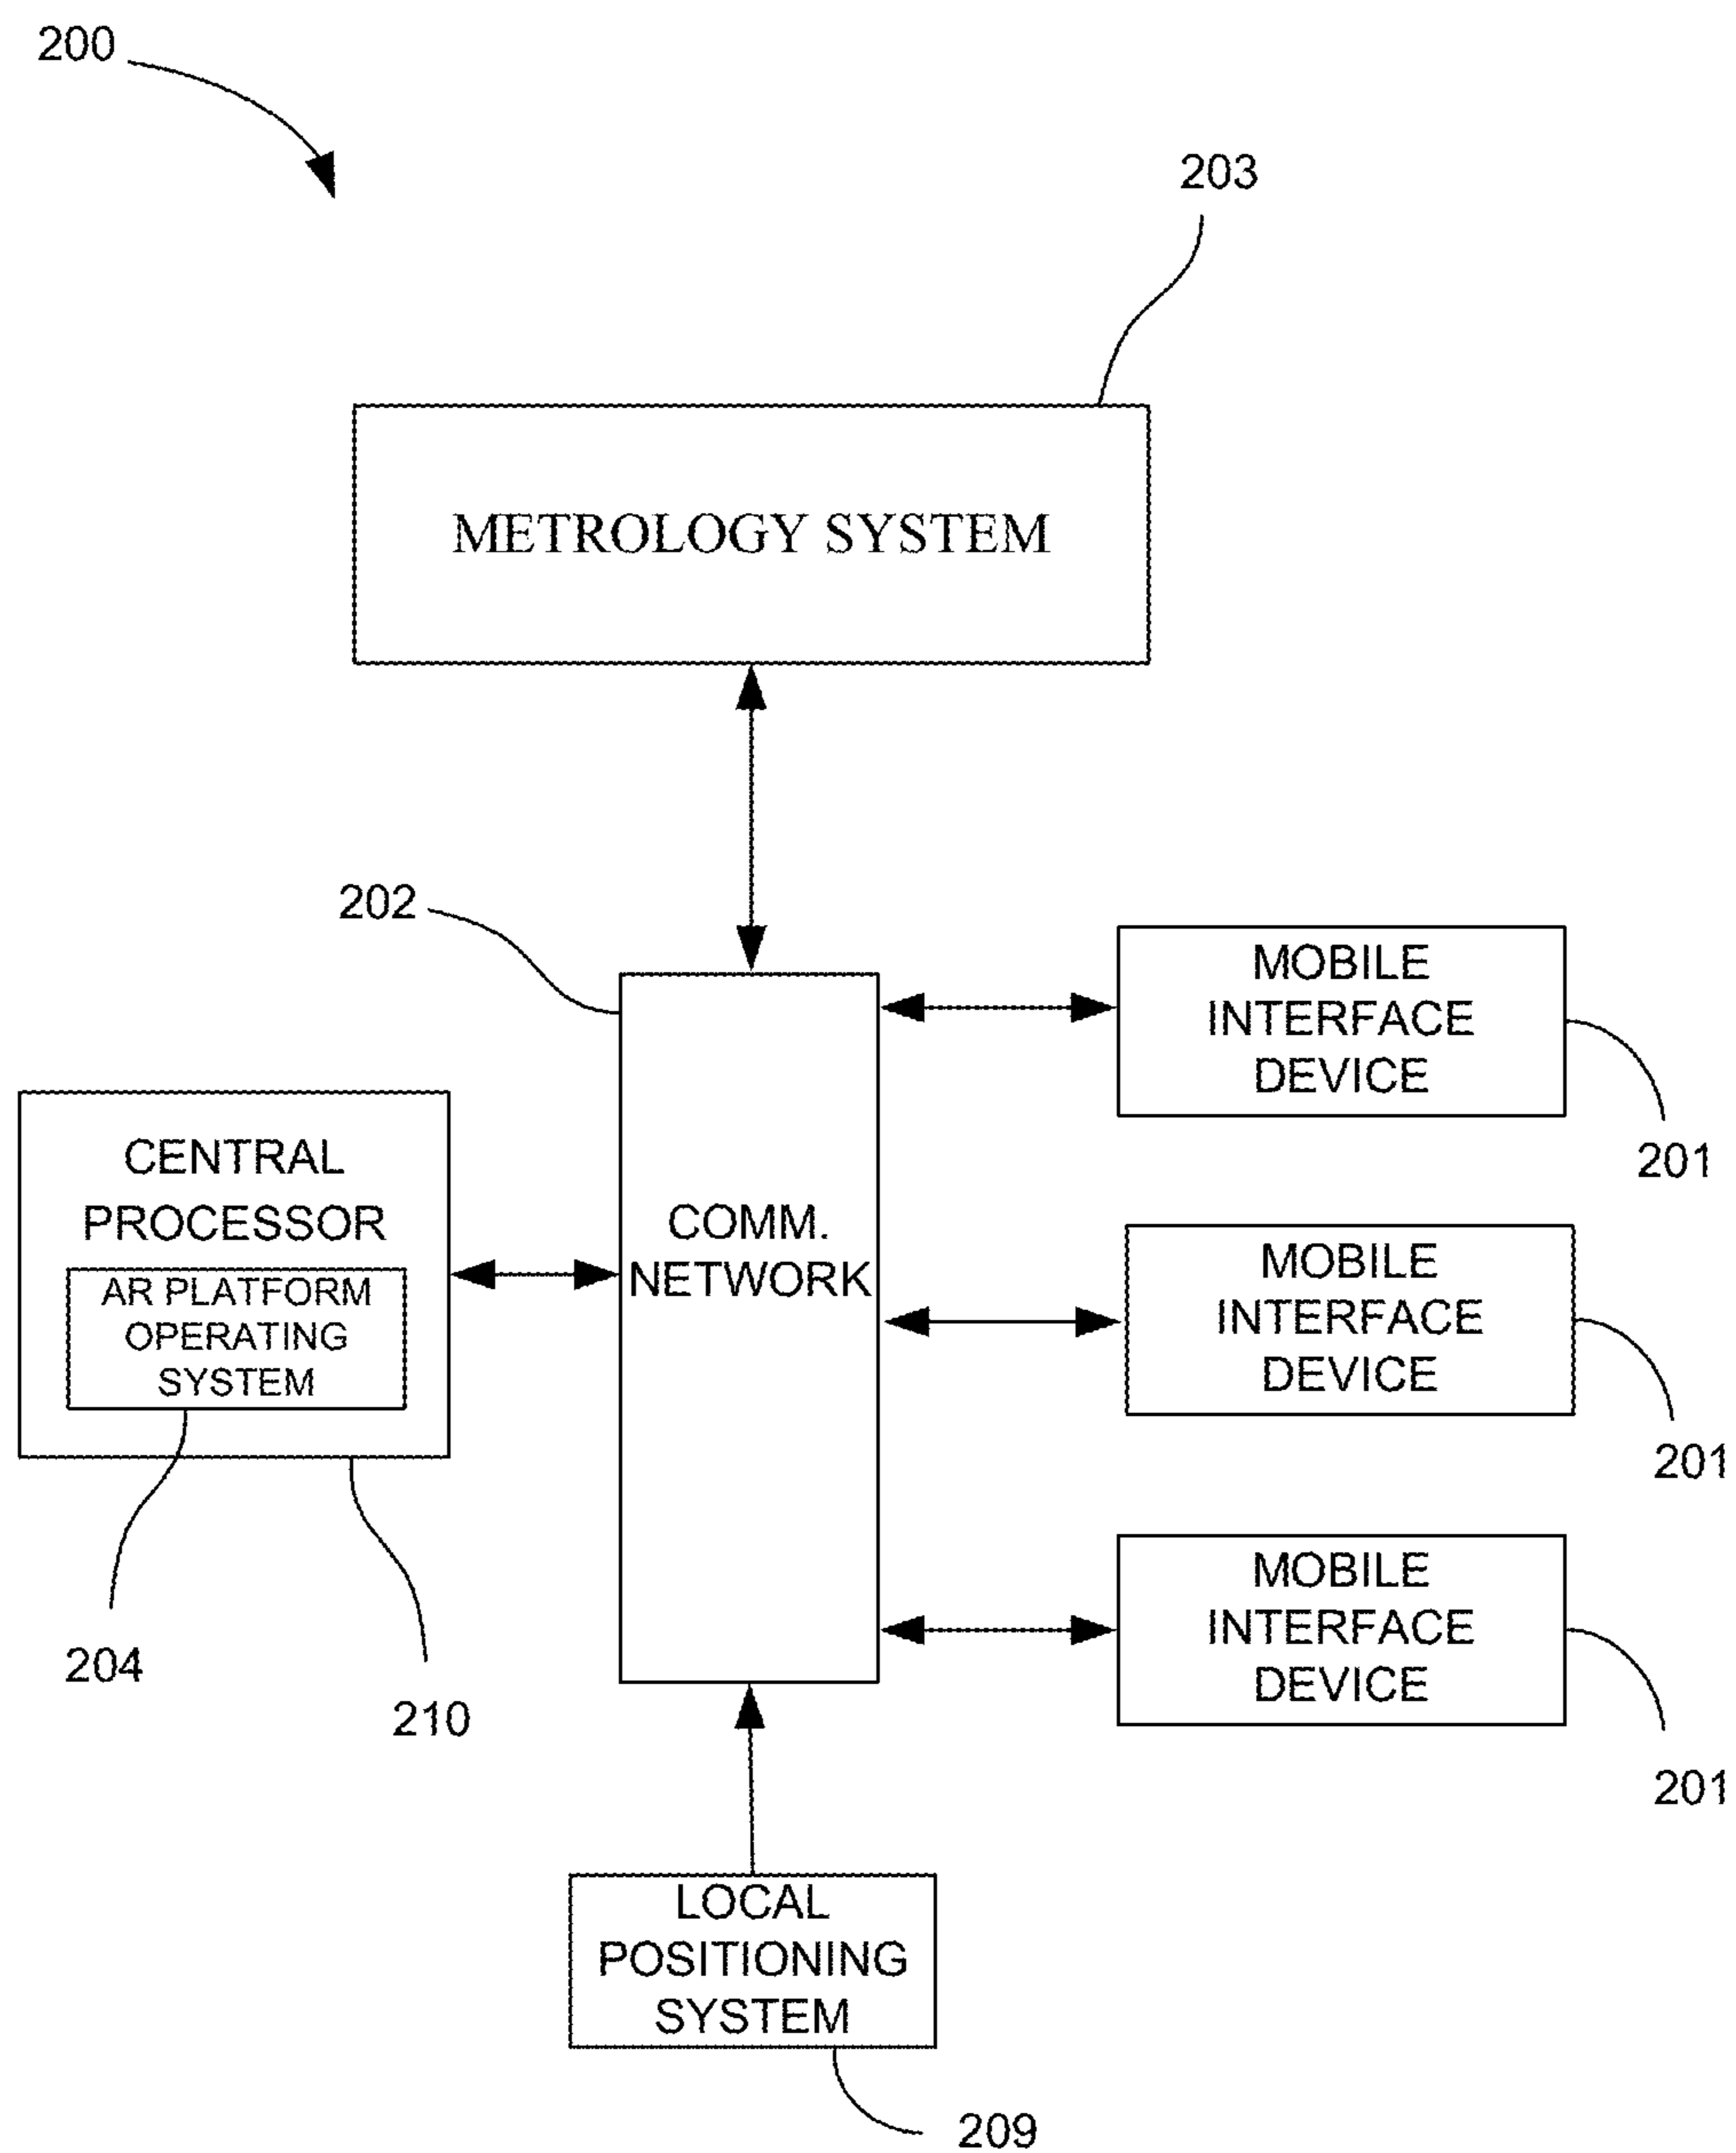 200
203
METROLOGY SYSTEM
202
MOBILE
INTERFACE
DEVICE
201
CENTRAL
PROCESSOR
AR PLATFORM
OPERATING
SYSTEM
COMM.
NETWORK
MOBILE
INTERFACE
DEVICE
201
204
210
MOBILE
INTERFACE
DEVICE
201
LOCAL
POSITIONING
SYSTEM
209